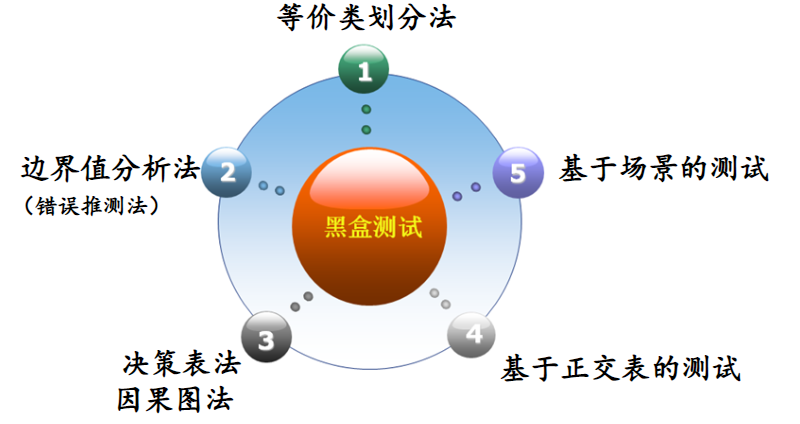 等价类划分法
1
边界值分析法
2
5
基于场景的测试
（错误推测法）
黑盒测试
3
4
决策表法
因果图法
基于正交表的测试